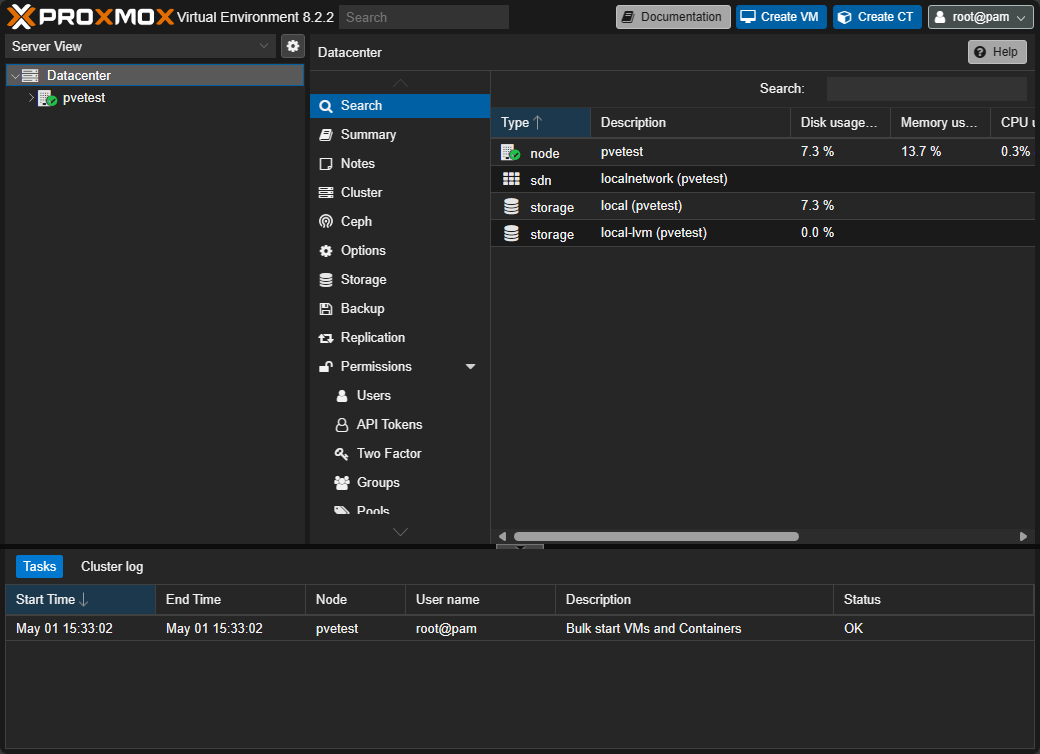 PROXMOX Virtual Environment 8.2.2 Search Documentation Create VM Create CT root@pam
Server View
Datacenter
pvetest
Datacenter Help
Search
Summary
Notes
Cluster
Ceph
Options
Storage
Backup
Replication
Permissions
Users
API Tokens
Two Factor
Groups
Pools
Search:
Type Description Disk usage... Memory us... CPU u
node pvetest 7.3 % 13.7 % 0.3%
sdn localnetwork (pvetest)
storage local (pvetest) 7.3 %
storage local-lvm (pvetest) 0.0 %
Tasks Cluster log
Start Time End Time Node User name Description Status
May 01 15:33:02 May 01 15:33:02 pvetest root@pam Bulk start VMs and Containers OK